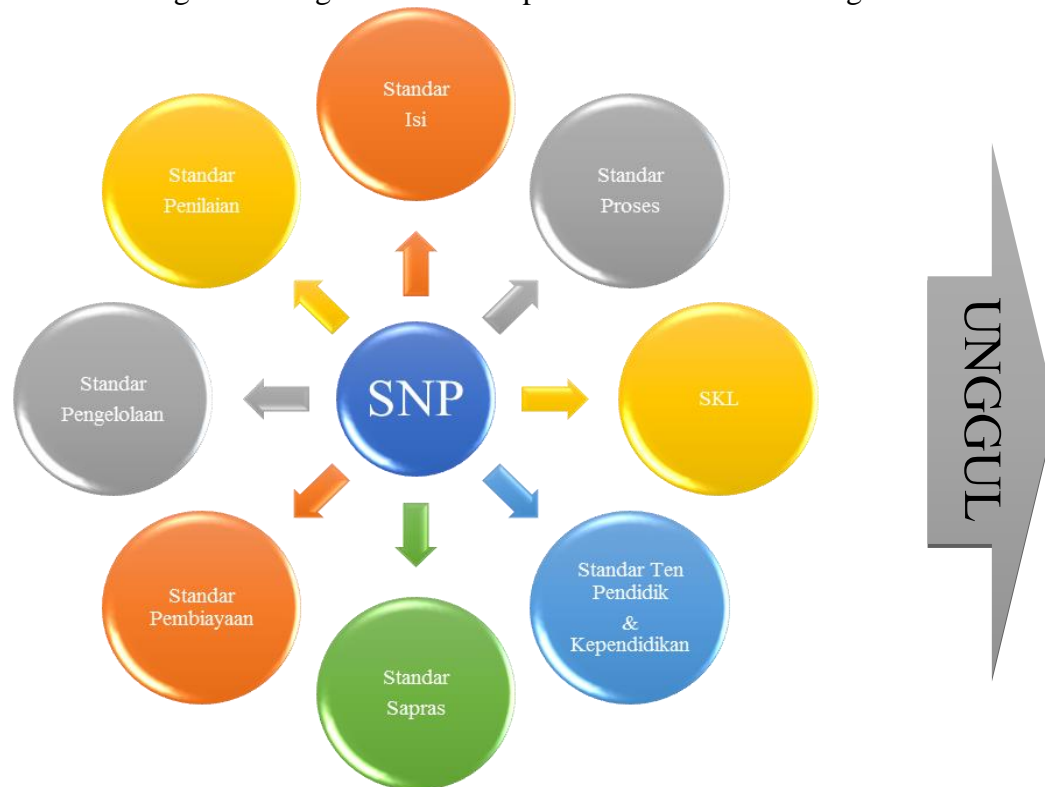 Standar
Isi
Standar
Proses
SKL
Standar Ten
Pendidik
&
Kependidikan
Standar
Sapras
Standar
Pembiayaan
Standar
Pengelolaan
Standar
Penilaian
SNP
UNGGUL